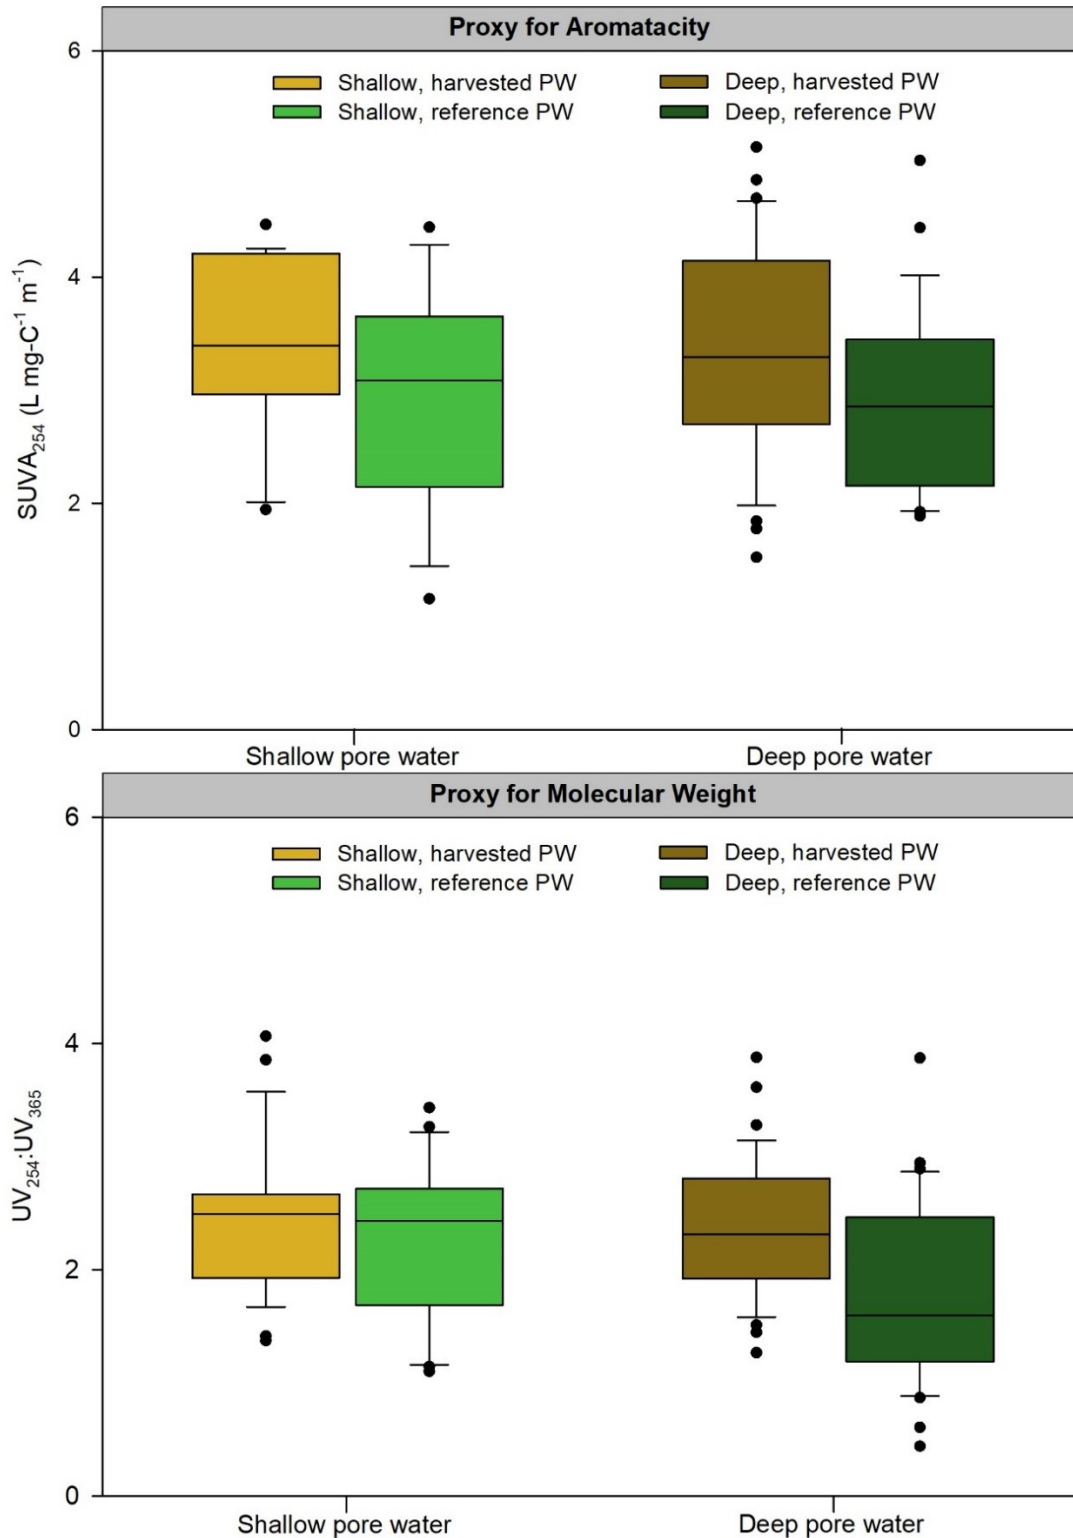 Proxy for Aromatacity
6
Shallow, harvested PW
Deep, harvested PW
Shallow, reference PW
Deep, reference PW
4
SUVA₂₅₄ (L mg-C⁻¹ m⁻¹)
2
0
Shallow pore water
Deep pore water
Proxy for Molecular Weight
6
Shallow, harvested PW
Deep, harvested PW
Shallow, reference PW
Deep, reference PW
4
UV₂₅₄:UV₃₆₅
2
0
Shallow pore water
Deep pore water